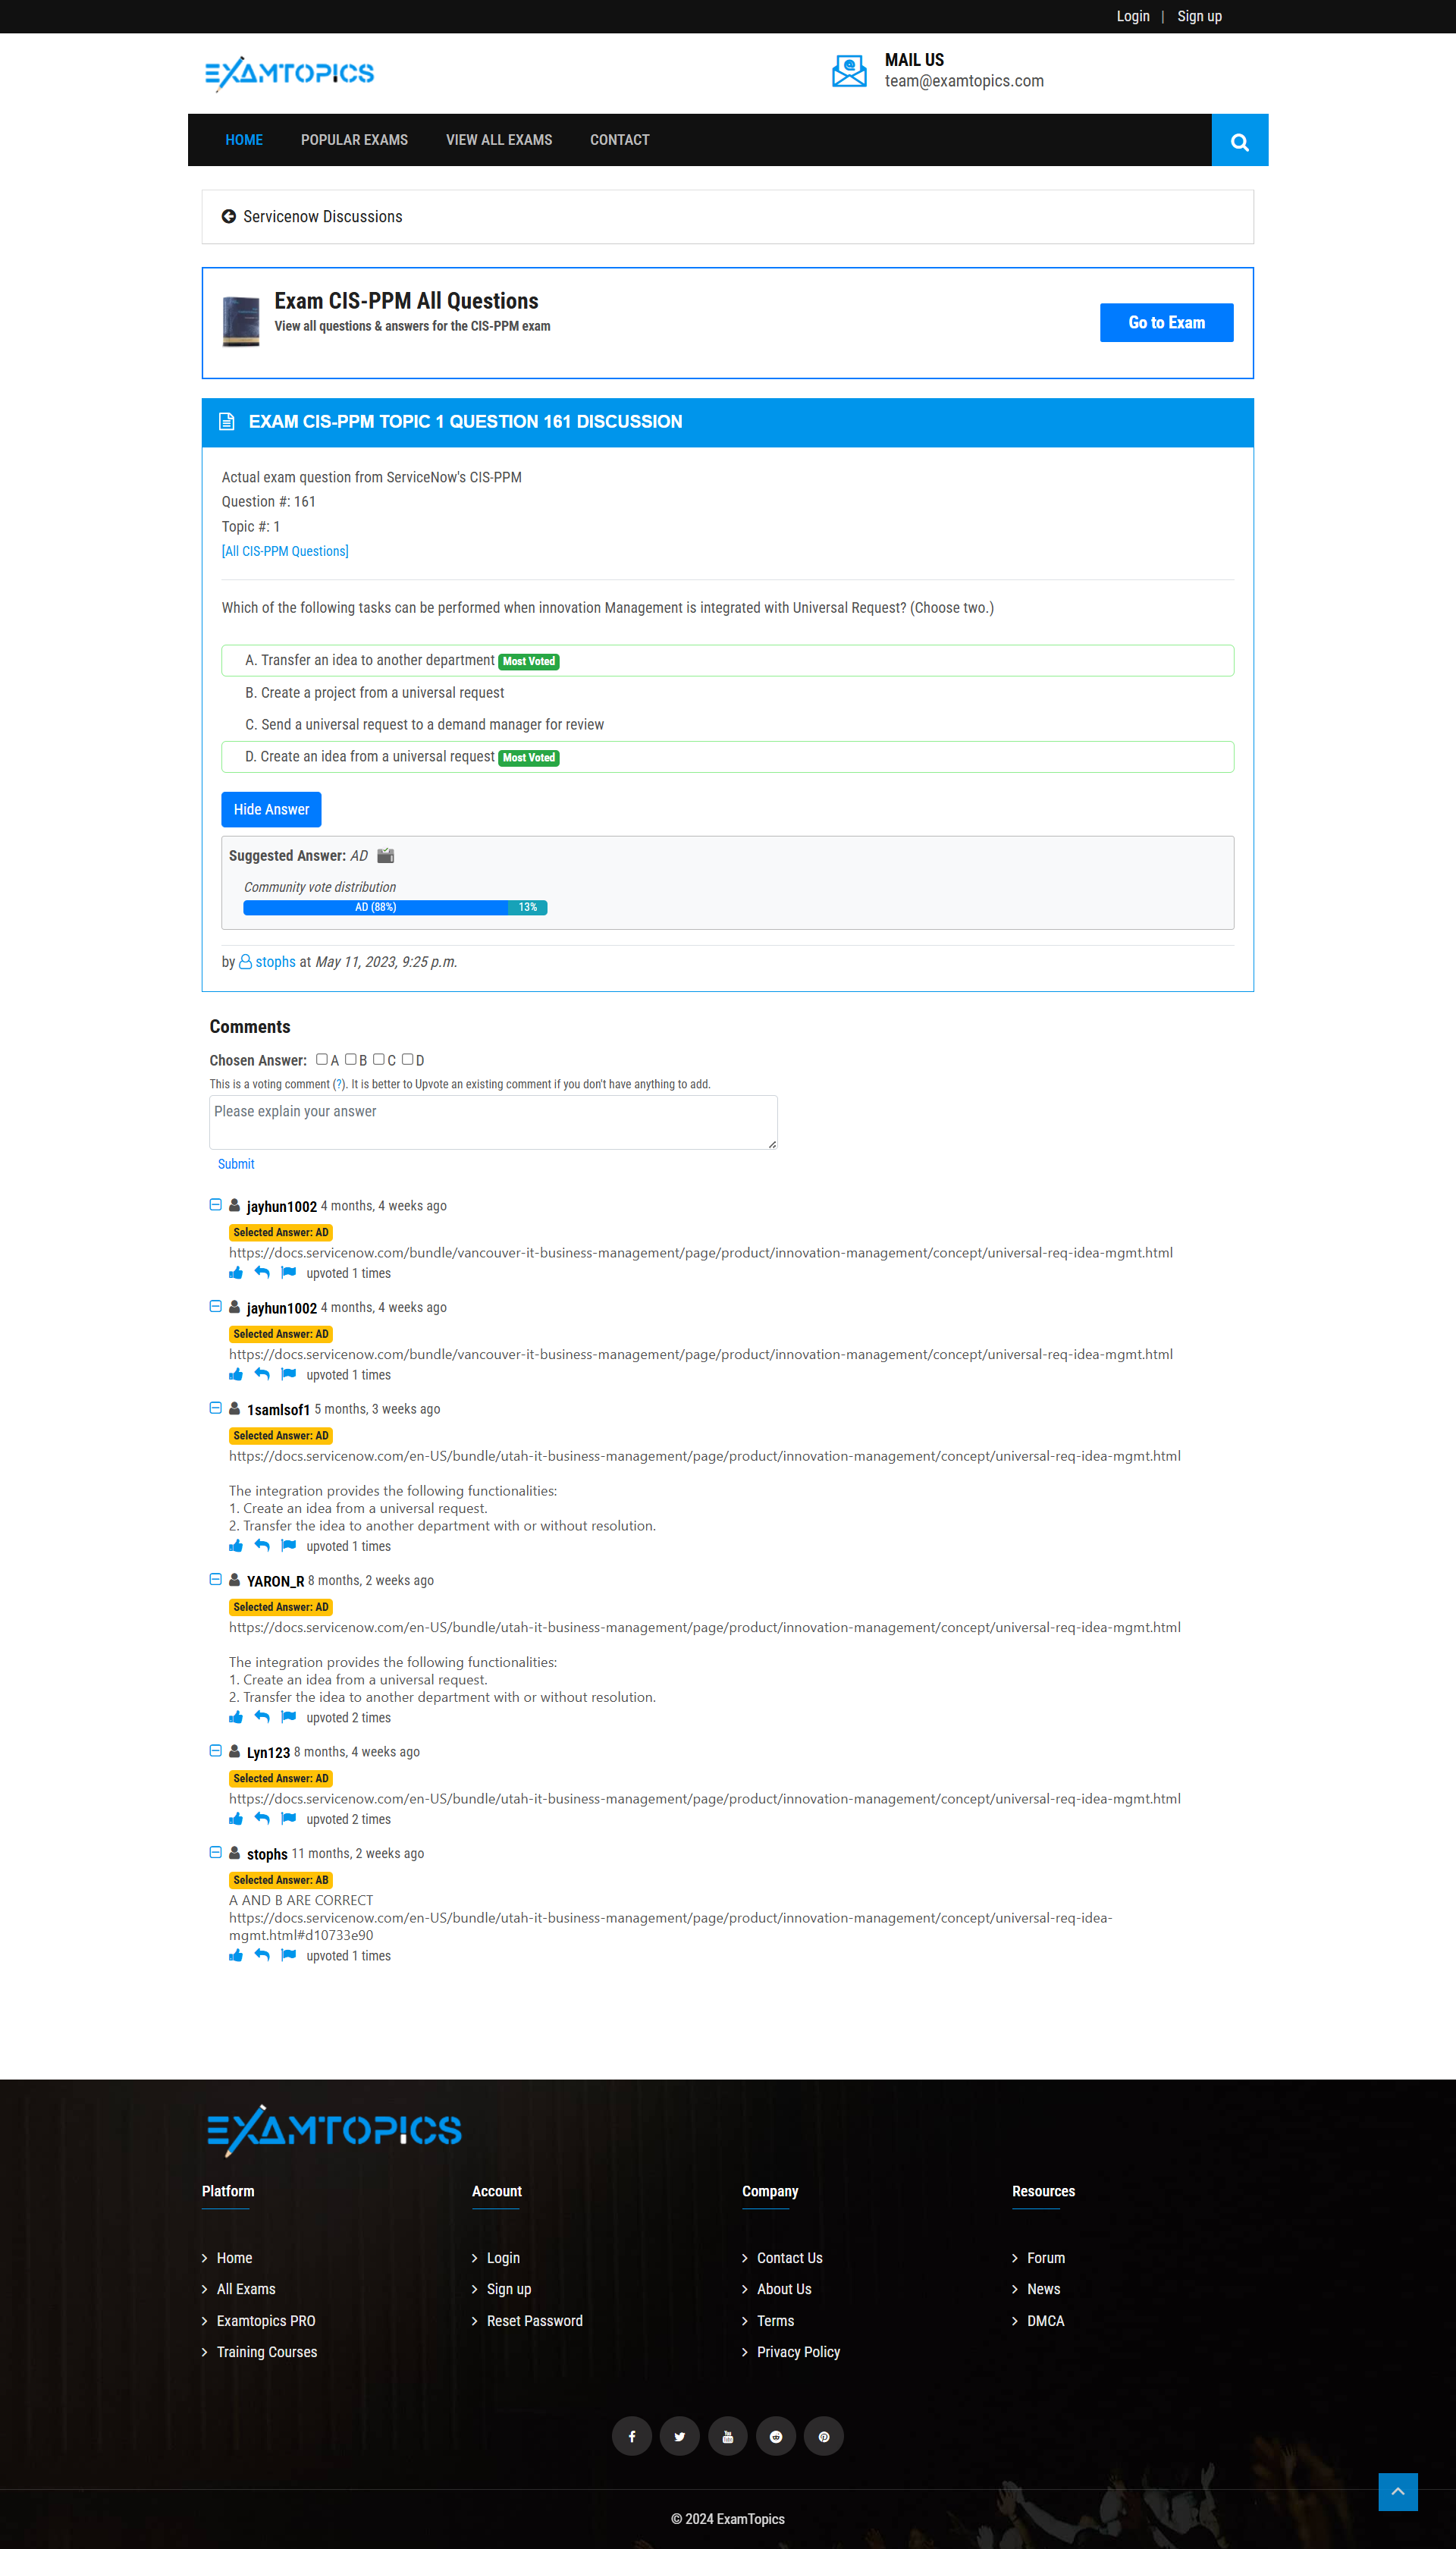 Login | Sign up
EXAMTOPICS
MAIL US
team@examtopics.com
HOME POPULAR EXAMS VIEW ALL EXAMS CONTACT
Servicenow Discussions
Exam CIS-PPM All Questions
View all questions & answers for the CIS-PPM exam
Go to Exam
EXAM CIS-PPM TOPIC 1 QUESTION 161 DISCUSSION
Actual exam question from ServiceNow's CIS-PPM
Question #: 161
Topic #: 1
[All CIS-PPM Questions]
Which of the following tasks can be performed when innovation Management is integrated with Universal Request? (Choose two.)
A. Transfer an idea to another department Most Voted
B. Create a project from a universal request
C. Send a universal request to a demand manager for review
D. Create an idea from a universal request Most Voted
Hide Answer
Suggested Answer: AD
Community vote distribution
AD (88%) 13%
by stophs at May 11, 2023, 9:25 p.m.
Comments
Chosen Answer: A B C D
This is a voting comment (?). It is better to Upvote an existing comment if you don't have anything to add.
Please explain your answer
Submit
jayhun1002 4 months, 4 weeks ago
Selected Answer: AD
https://docs.servicenow.com/bundle/vancouver-it-business-management/page/product/innovation-management/concept/universal-req-idea-mgmt.html
upvoted 1 times
jayhun1002 4 months, 4 weeks ago
Selected Answer: AD
https://docs.servicenow.com/bundle/vancouver-it-business-management/page/product/innovation-management/concept/universal-req-idea-mgmt.html
upvoted 1 times
1samlsof1 5 months, 3 weeks ago
Selected Answer: AD
https://docs.servicenow.com/en-US/bundle/utah-it-business-management/page/product/innovation-management/concept/universal-req-idea-mgmt.html
The integration provides the following functionalities:
1. Create an idea from a universal request.
2. Transfer the idea to another department with or without resolution.
upvoted 1 times
YARON_R 8 months, 2 weeks ago
Selected Answer: AD
https://docs.servicenow.com/en-US/bundle/utah-it-business-management/page/product/innovation-management/concept/universal-req-idea-mgmt.html
The integration provides the following functionalities:
1. Create an idea from a universal request.
2. Transfer the idea to another department with or without resolution.
upvoted 2 times
Lyn123 8 months, 4 weeks ago
Selected Answer: AD
https://docs.servicenow.com/en-US/bundle/utah-it-business-management/page/product/innovation-management/concept/universal-req-idea-mgmt.html
upvoted 2 times
stophs 11 months, 2 weeks ago
Selected Answer: AB
A AND B ARE CORRECT
https://docs.servicenow.com/en-US/bundle/utah-it-business-management/page/product/innovation-management/concept/universal-req-idea-
mgmt.html#d10733e90
upvoted 1 times
EXAMTOPICS
Platform
Home
All Exams
Examtopics PRO
Training Courses
Account
Login
Sign up
Reset Password
Company
Contact Us
About Us
Terms
Privacy Policy
Resources
Forum
News
DMCA
© 2024 ExamTopics